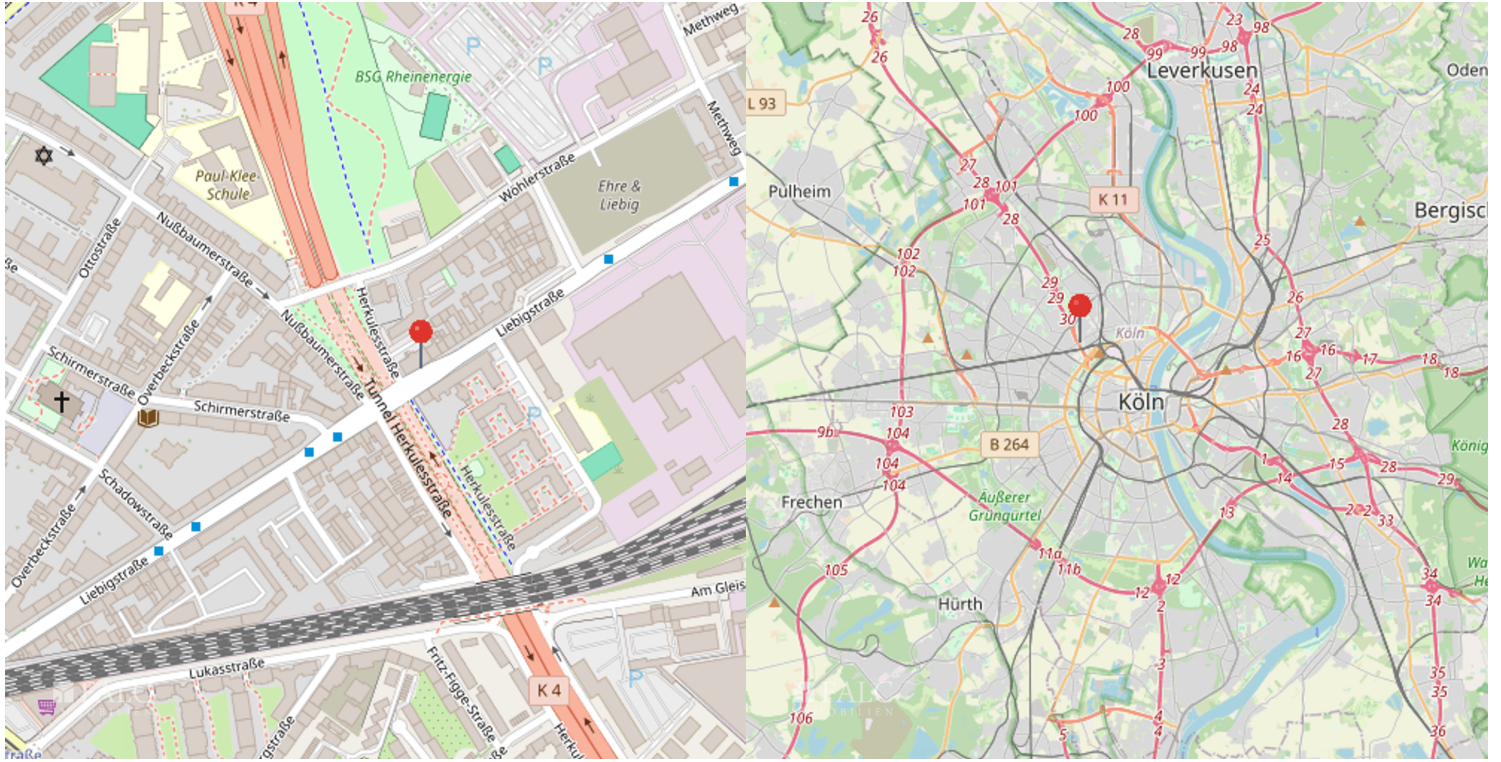 K 4
Methweg
P
P
BSG Rheinenergie
Methweg
Wöhlerstraße
Paul-Klee-
Schule
Ehre &
Liebig
Ottostraße
Nußbaumerstraße
Herkulesstraße
Liebigstraße
Nußbaumerstraße
Overbeckstraße
Schirmerstraße
Schirmerstraße
P
Tunnel Herkulesstraße
Herkulesstraße
Schadowstraße
Overbeckstraße
Liebigstraße
Am Gleis
Lukasstraße
Fritz-Figge-Straße
K 4
P
26
26
28
99
99
98
23
98
Leverkusen
24
24
Oden
L 93
100
100
27
28
101
101
28
Pulheim
K 11
Bergisc
25
102
102
29
29
30
26
Köln
27
16
16
17
18
18
27
Köln
103
104
9b
B 264
104
104
28
1
14
15
28
29
König
Frechen
Äußerer
Grüngürtel
13
33
11a
11b
105
12
12
2
34
34
Hürth
3
35
35
106
4
4
5
36